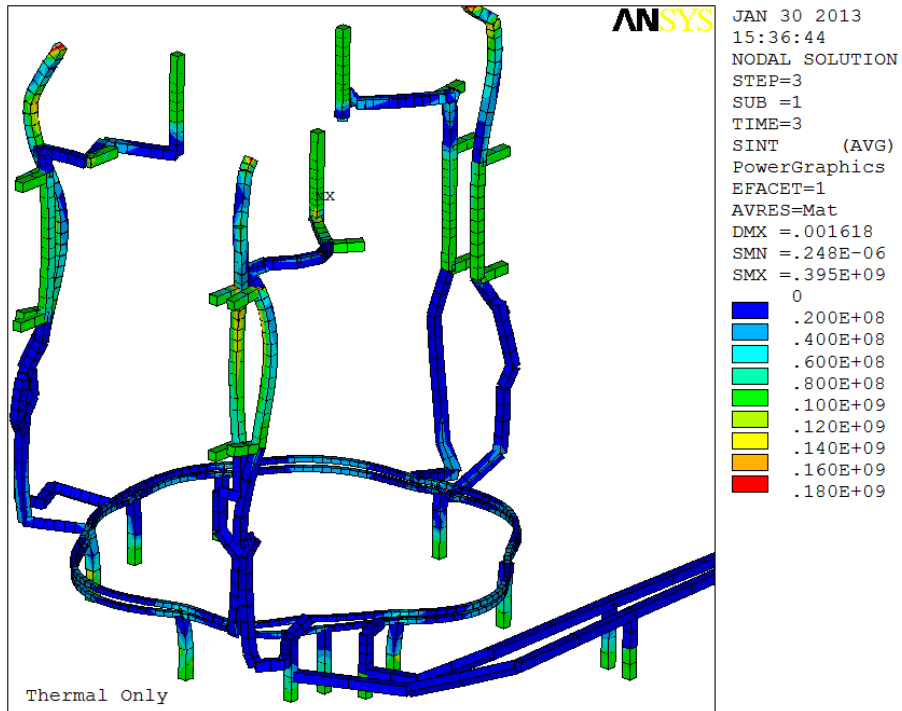 ANSYS
JAN 30 2013
15:36:44
NODAL SOLUTION
STEP=3
SUB =1
TIME=3
SINT (AVG)
PowerGraphics
EFACET=1
AVRES=Mat
DMX =.001618
SMN =.248E-06
SMX =.395E+09
0
.200E+08
.400E+08
.600E+08
.800E+08
.100E+09
.120E+09
.140E+09
.160E+09
.180E+09
Thermal Only